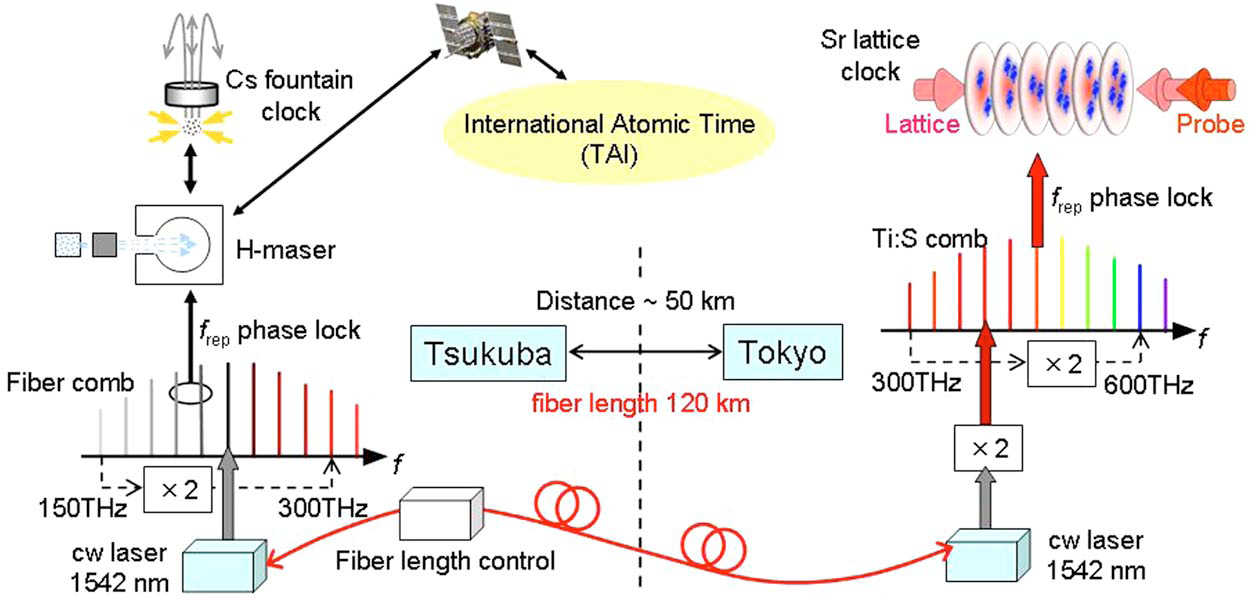 Cs fountain
clock
International Atomic Time
(TAI)
Sr lattice
clock
Lattice
Probe
H-maser
f_rep phase lock
Fiber comb
f
× 2
150THz
300THz
cw laser
1542 nm
Fiber length control
Distance ~ 50 km
Tsukuba
Tokyo
fiber length 120 km
f_rep phase lock
Ti:S comb
f
× 2
300THz
600THz
× 2
cw laser
1542 nm